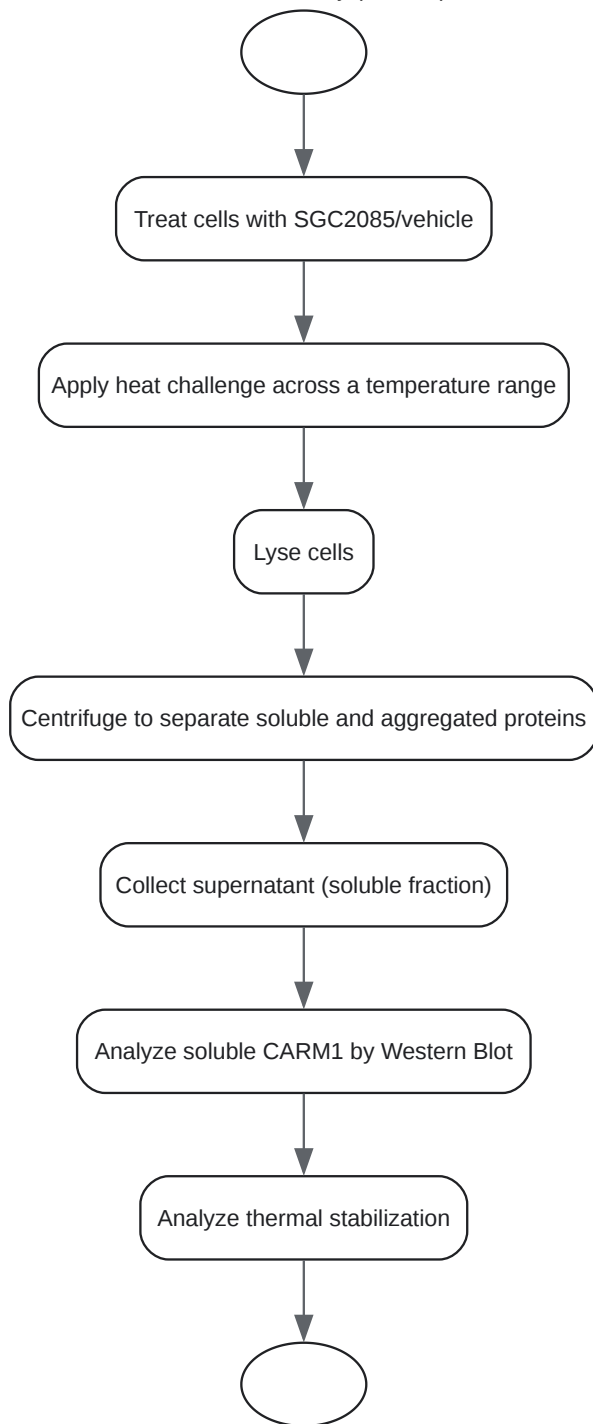 Treat cells with SGC2085/vehicle
Apply heat challenge across a temperature range
Lyse cells
Centrifuge to separate soluble and aggregated proteins
Collect supernatant (soluble fraction)
Analyze soluble CARM1 by Western Blot
Analyze thermal stabilization